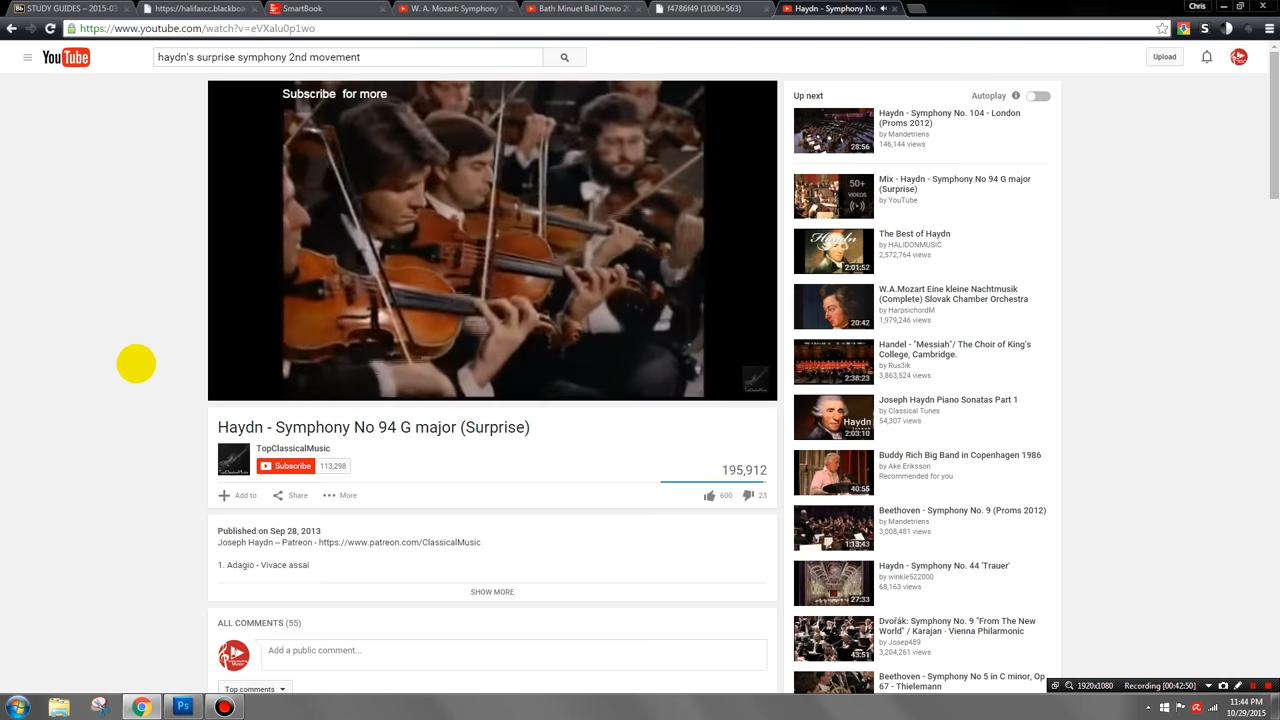 STUDY GUIDES – 2015-03
https://halifaxcc.blackboa
SmartBook
W. A. Mozart: Symphony
Bath Minuet Ball Demo 20
f4786f49 (1000×563)
Haydn - Symphony No
Chris
https://www.youtube.com/watch?v=eVXalu0p1wo
YouTube
haydn's surprise symphony 2nd movement
Upload
Subscribe for more
Haydn - Symphony No 94 G major (Surprise)
TopClassicalMusic
Subscribe 113,298
195,912
Add to Share More 600 23
Published on Sep 28, 2013
Joseph Haydn -- Patreon - https://www.patreon.com/ClassicalMusic
1. Adagio - Vivace assai
SHOW MORE
ALL COMMENTS (55)
Add a public comment...
Top comments
Up next
Autoplay
Haydn - Symphony No. 104 - London
(Proms 2012)
by Mandetriens
146,144 views
28:56
Mix - Haydn - Symphony No 94 G major
(Surprise)
by YouTube
50+
VIDEOS
The Best of Haydn
by HALIDONMUSIC
2,572,764 views
2:01:52
W.A.Mozart Eine kleine Nachtmusik
(Complete) Slovak Chamber Orchestra
by HarpsichordM
1,979,246 views
20:42
Handel - "Messiah"/ The Choir of King's
College, Cambridge.
by Rus3ik
3,863,524 views
2:38:23
Joseph Haydn Piano Sonatas Part 1
by Classical Tunes
54,307 views
Haydn
2:03:10
Buddy Rich Big Band in Copenhagen 1986
by Ake Eriksson
Recommended for you
40:55
Beethoven - Symphony No. 9 (Proms 2012)
by Mandetriens
3,008,481 views
1:13:43
Haydn - Symphony No. 44 'Trauer'
by winkle522000
68,163 views
27:33
Dvořák: Symphony No. 9 "From The New
World" / Karajan · Vienna Philarmonic
by Josep489
3,204,261 views
43:51
Beethoven - Symphony No 5 in C minor, Op
67 - Thielemann
1920x1080 Recording [00:42:50]
11:44 PM
10/29/2015